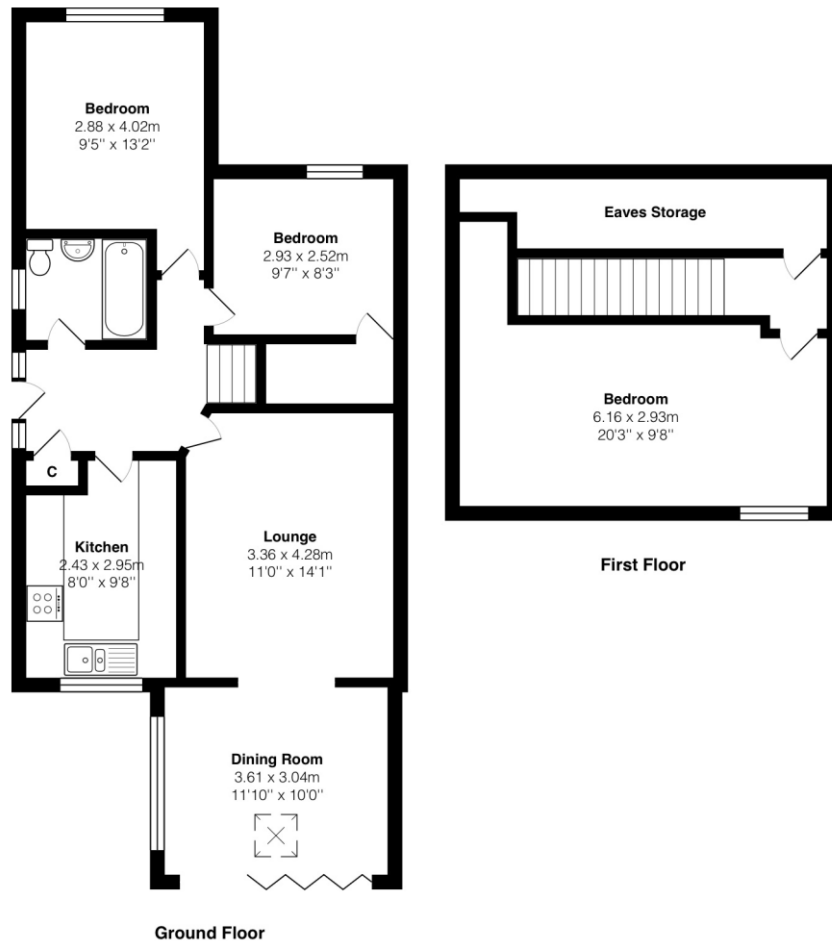 Bedroom
2.88 x 4.02m
9'5" x 13'2"
Bedroom
2.93 x 2.52m
9'7" x 8'3"
C
Kitchen
2.43 x 2.95m
8'0" x 9'8"
Lounge
3.36 x 4.28m
11'0" x 14'1"
Dining Room
3.61 x 3.04m
11'10" x 10'0"
Ground Floor
Eaves Storage
Bedroom
6.16 x 2.93m
20'3" x 9'8"
First Floor